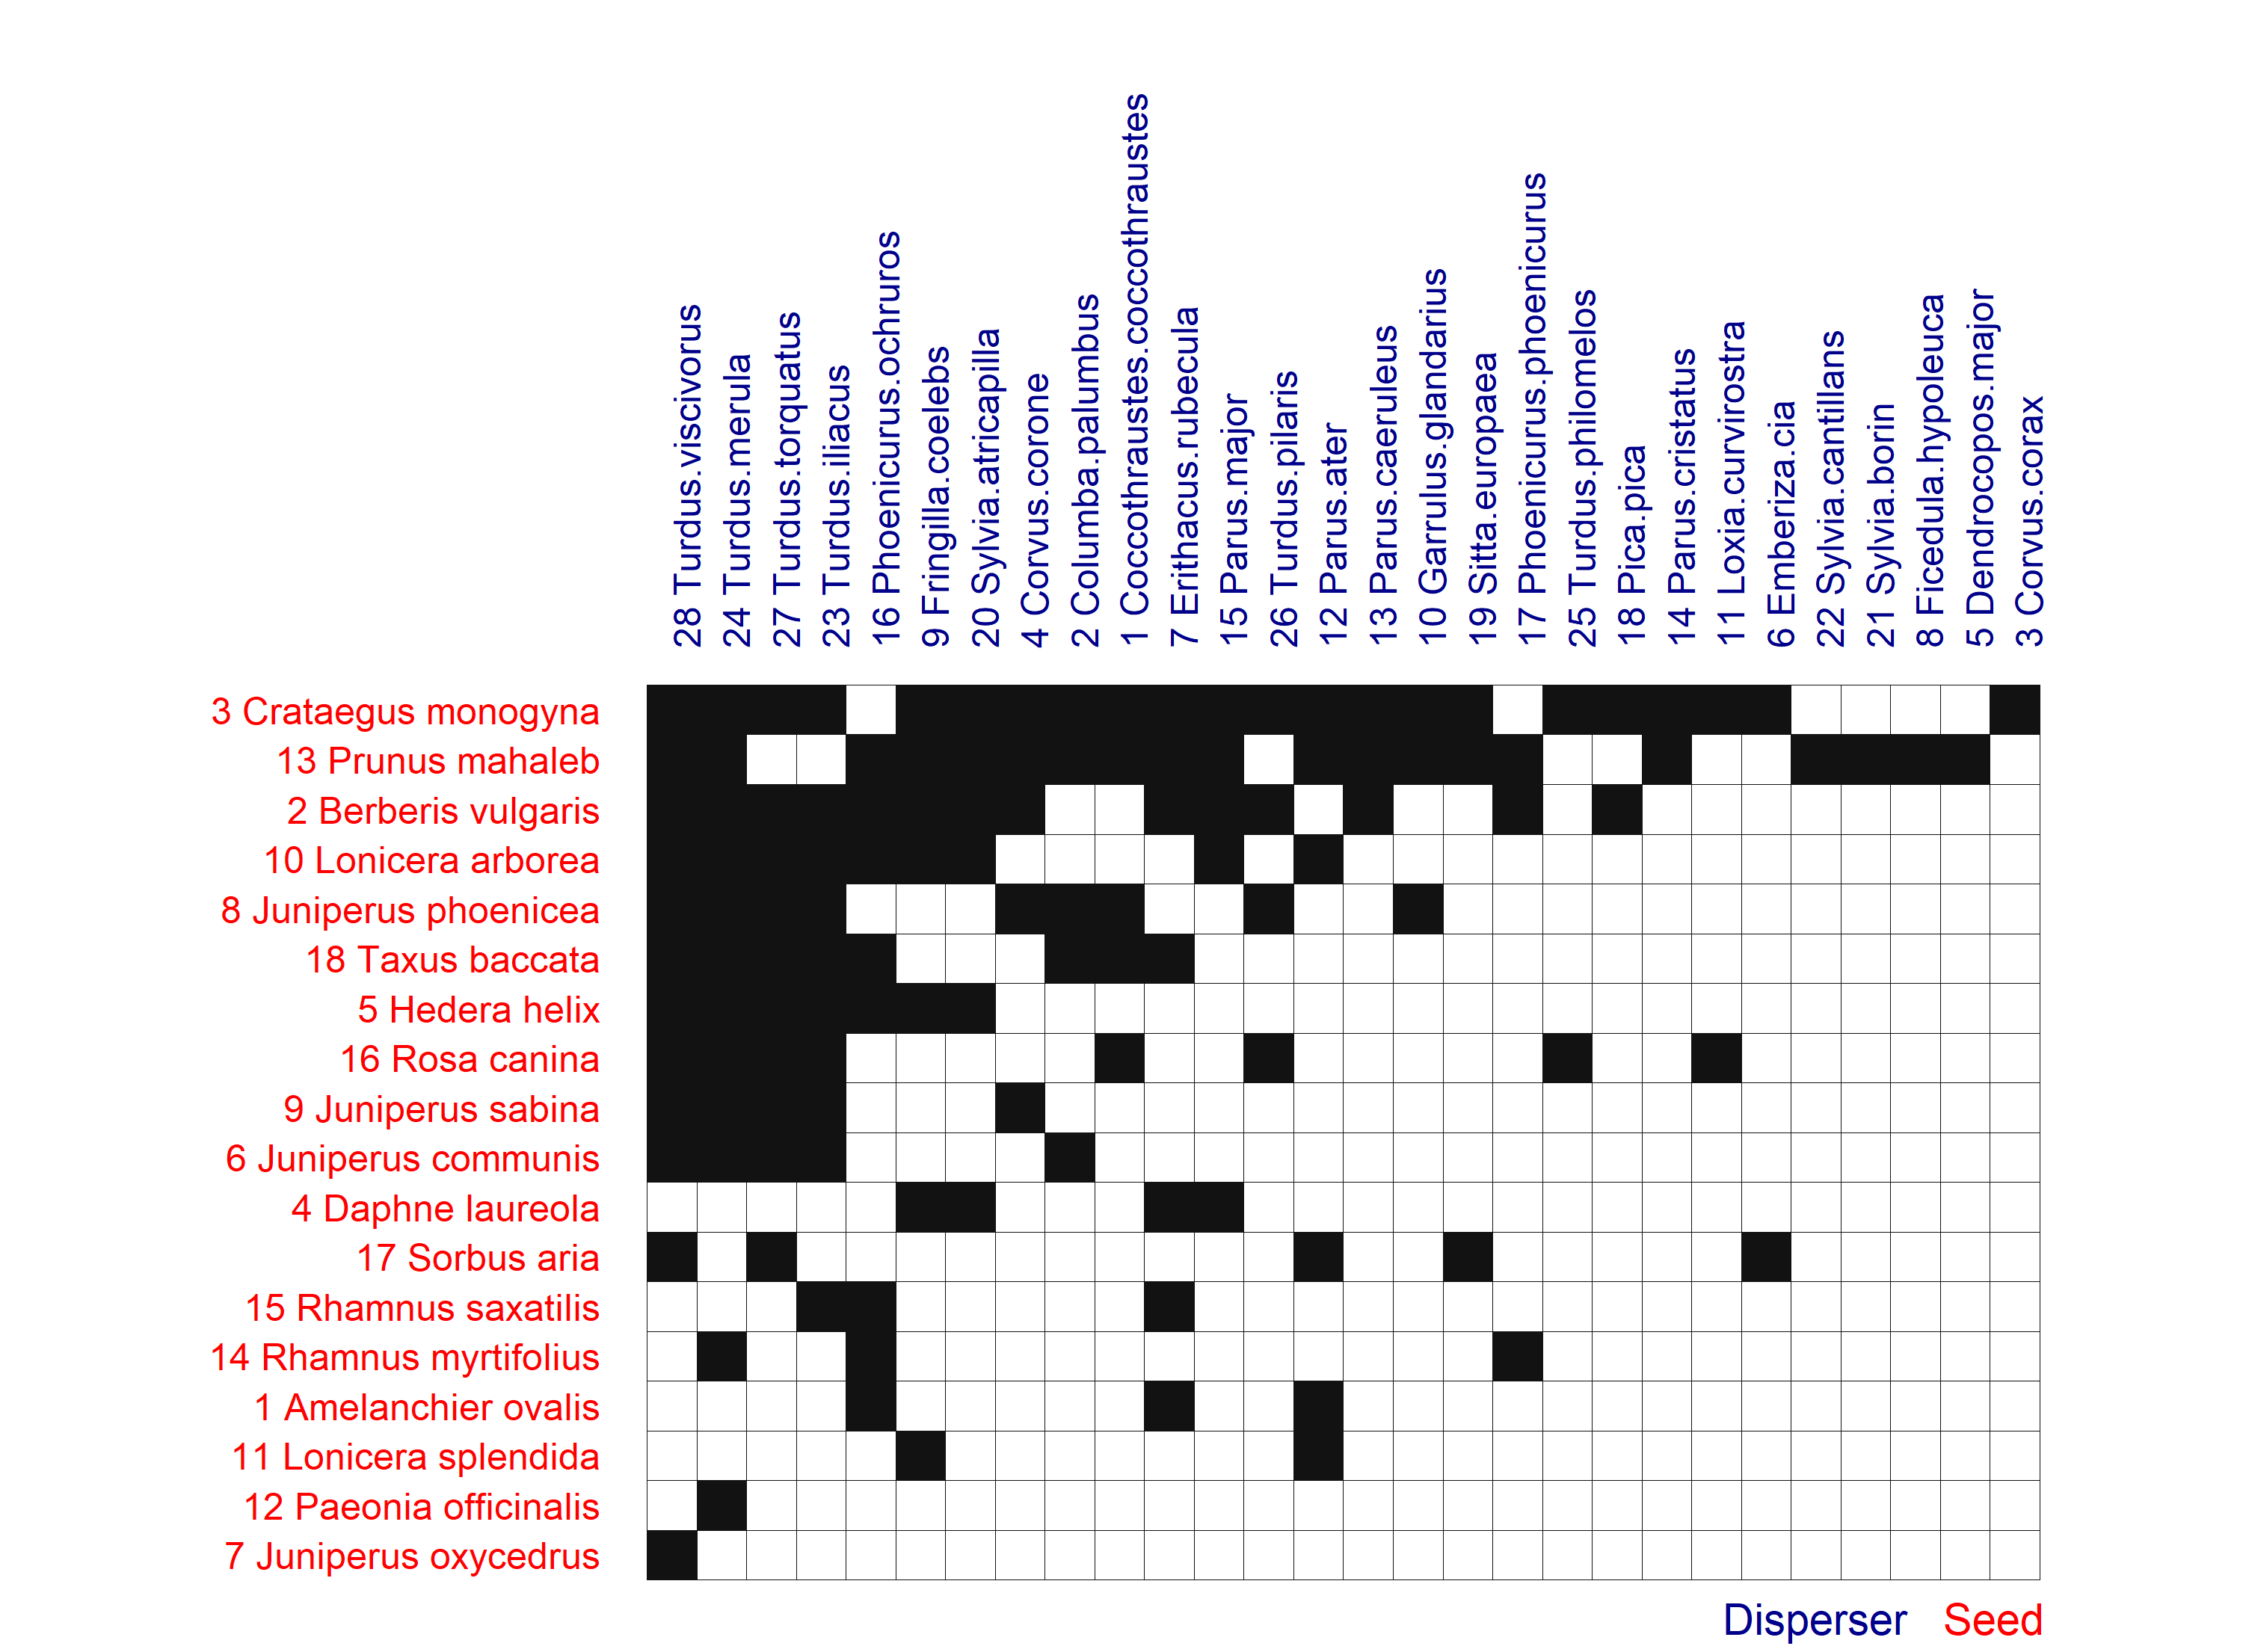 28 Turdus.viscivorus
24 Turdus.merula
27 Turdus.torquatus
23 Turdus.iliacus
16 Phoenicurus.ochruros
9 Fringilla.coelebs
20 Sylvia.atricapilla
4 Corvus.corone
2 Columba.palumbus
1 Coccothraustes.coccothraustes
7 Erithacus.rubecula
15 Parus.major
26 Turdus.pilaris
12 Parus.ater
13 Parus.caeruleus
10 Garrulus.glandarius
19 Sitta.europaea
17 Phoenicurus.phoenicurus
25 Turdus.philomelos
18 Pica.pica
14 Parus.cristatus
11 Loxia.curvirostra
6 Emberiza.cia
22 Sylvia.cantillans
21 Sylvia.borin
8 Ficedula.hypoleuca
5 Dendrocopos.major
3 Corvus.corax
3 Crataegus monogyna
13 Prunus mahaleb
2 Berberis vulgaris
10 Lonicera arborea
8 Juniperus phoenicea
18 Taxus baccata
5 Hedera helix
16 Rosa canina
9 Juniperus sabina
6 Juniperus communis
4 Daphne laureola
17 Sorbus aria
15 Rhamnus saxatilis
14 Rhamnus myrtifolius
1 Amelanchier ovalis
11 Lonicera splendida
12 Paeonia officinalis
7 Juniperus oxycedrus
Disperser Seed